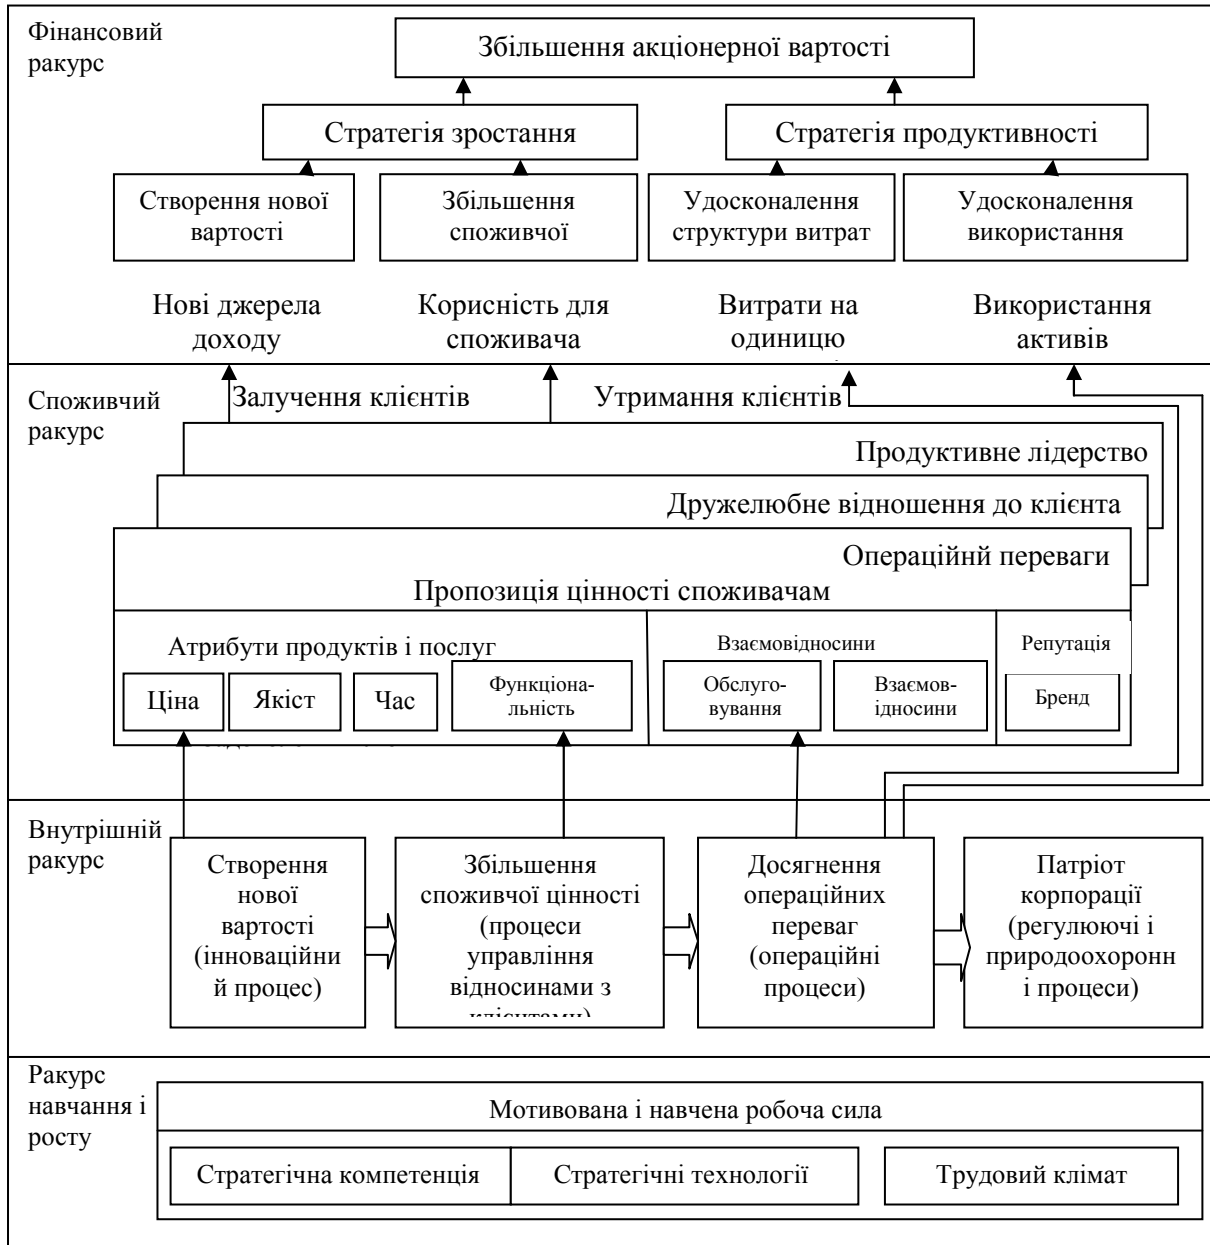 Фінансовий
ракурс
Збільшення акціонерної вартості
Стратегія зростання
Стратегія продуктивності
Створення нової
вартості
Збільшення
споживчої
Удосконалення
структури витрат
Удосконалення
використання
Нові джерела
доходу
Корисність для
споживача
Витрати на
одиницю
Використання
активів
Споживчий
ракурс
Залучення клієнтів
Утримання клієнтів
Продуктивне лідерство
Дружелюбне відношення до клієнта
Операційнй переваги
Пропозиція цінності споживачам
Атрибути продуктів і послуг
Взаємовідносини
Репутація
Ціна
Якіст
Час
Функціона-
льність
Обслуго-
вування
Взаємов-
ідносини
Бренд
Внутрішній
ракурс
Створення
нової
вартості
(інноваційни
й процес)
Збільшення
споживчої цінності
(процеси
управління
відносинами з
клієнтами)
Досягнення
операційних
переваг
(операційні
процеси)
Патріот
корпорації
(регулюючі і
природоохоронн
і процеси)
Ракурс
навчання і
росту
Мотивована і навчена робоча сила
Стратегічна компетенція
Стратегічні технології
Трудовий клімат